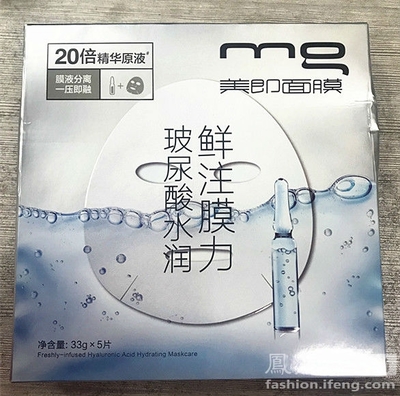 20倍精华原液#
膜液分离
一压即融
+
mg
美即面膜
鲜注膜力
玻尿酸水润
净含量: 33g×5片
Freshly-infused Hyaluronic Acid Hydrating Maskcare
fashion.ifeng.com